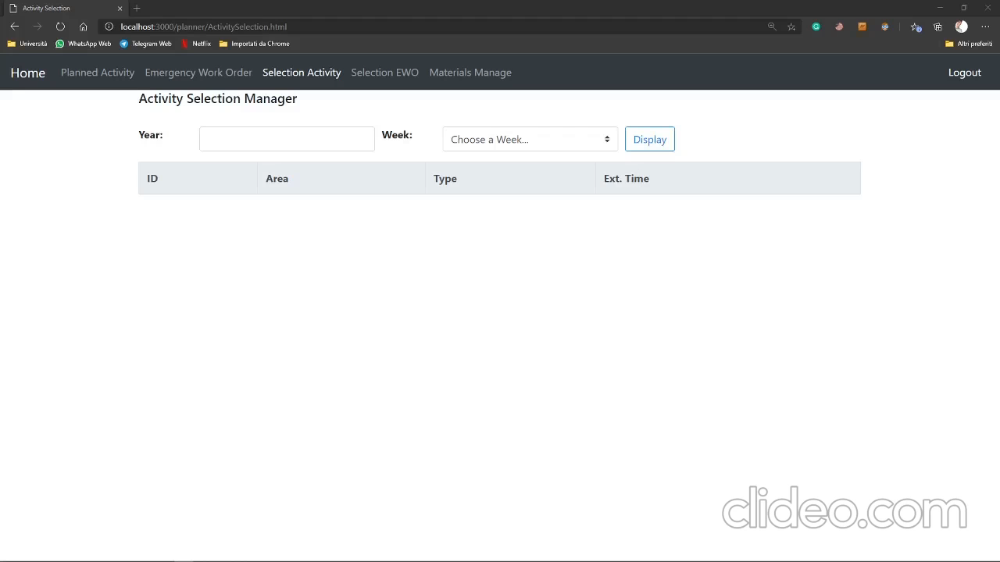 Activity Selection
localhost:3000/planner/ActivitySelection.html
Università WhatsApp Web Telegram Web Netflix Importati da Chrome Altri preferiti
Home Planned Activity Emergency Work Order Selection Activity Selection EWO Materials Manage Logout
Activity Selection Manager
Year: Week: Choose a Week... Display
ID Area Type Ext. Time
clideo.com